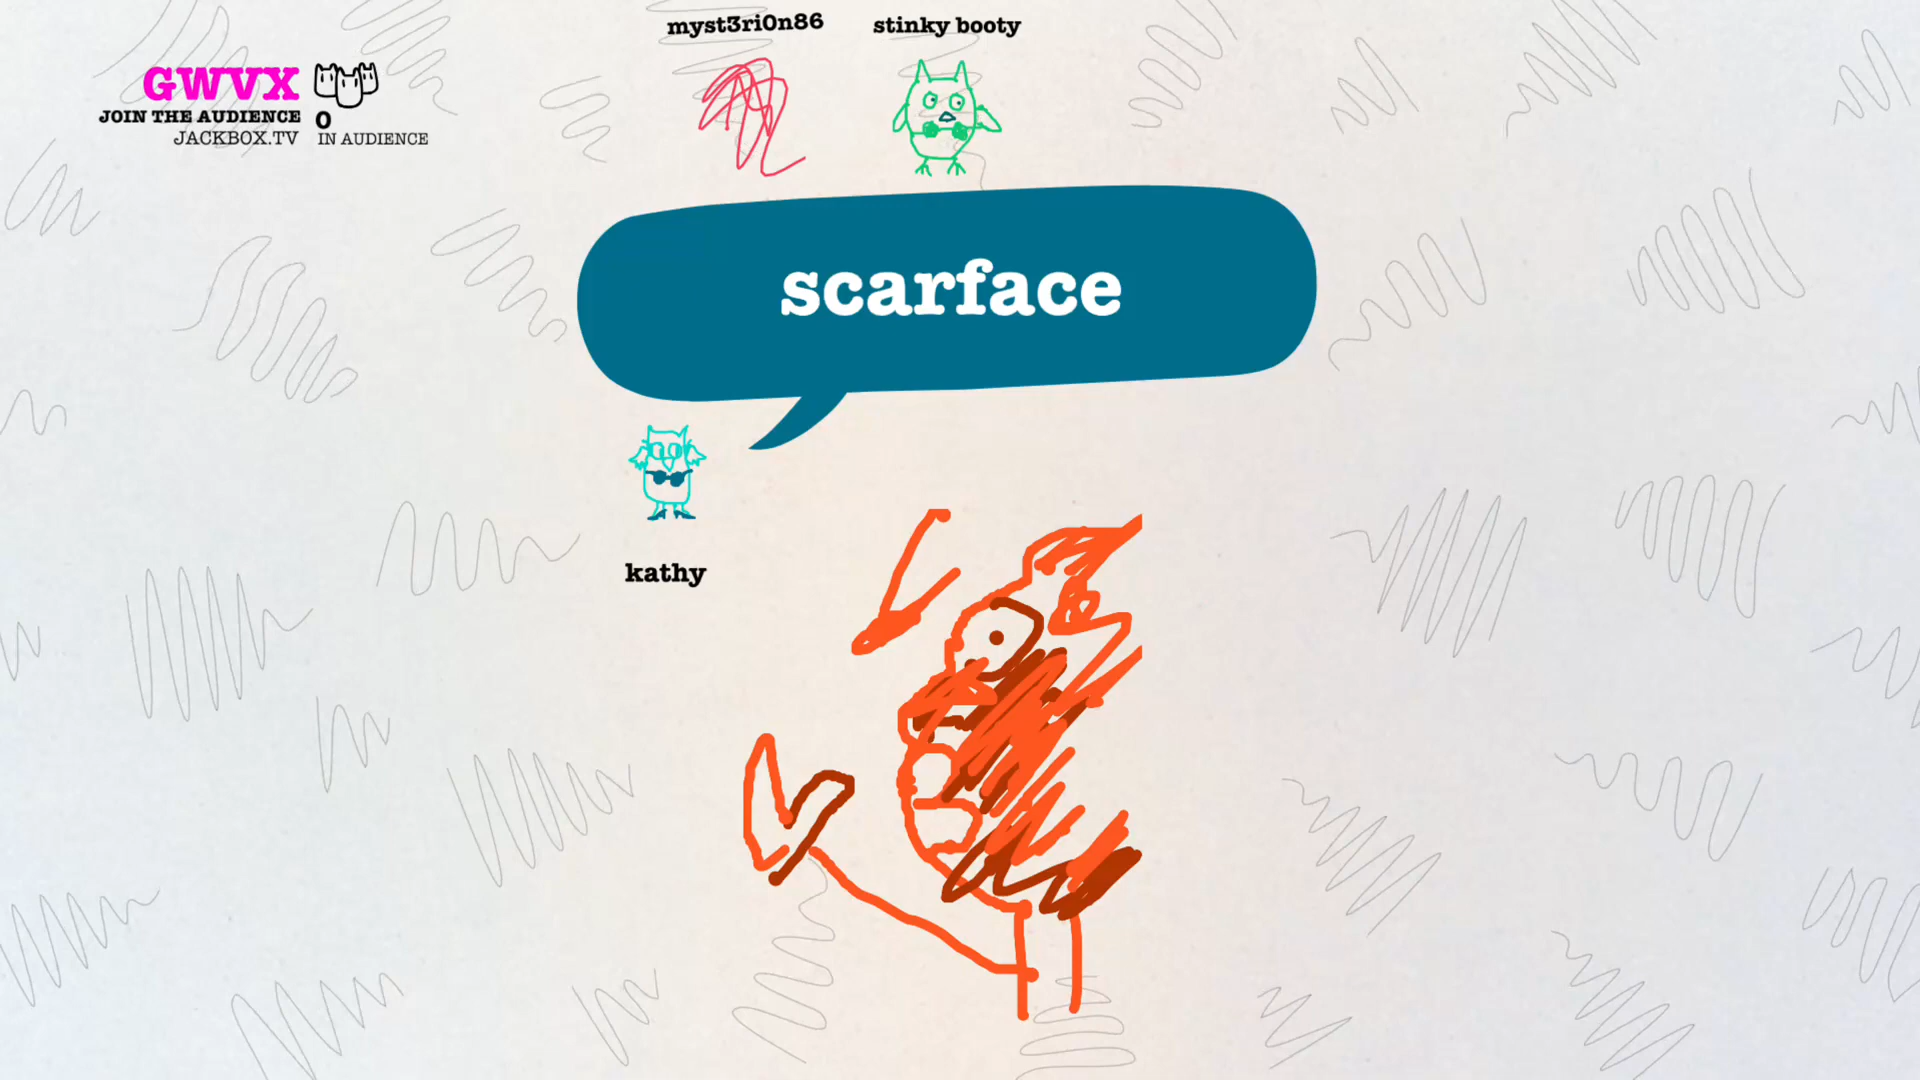 myst3ri0n86
stinky booty
GWVX
JOIN THE AUDIENCE
0
JACKBOX.TV
IN AUDIENCE
scarface
kathy